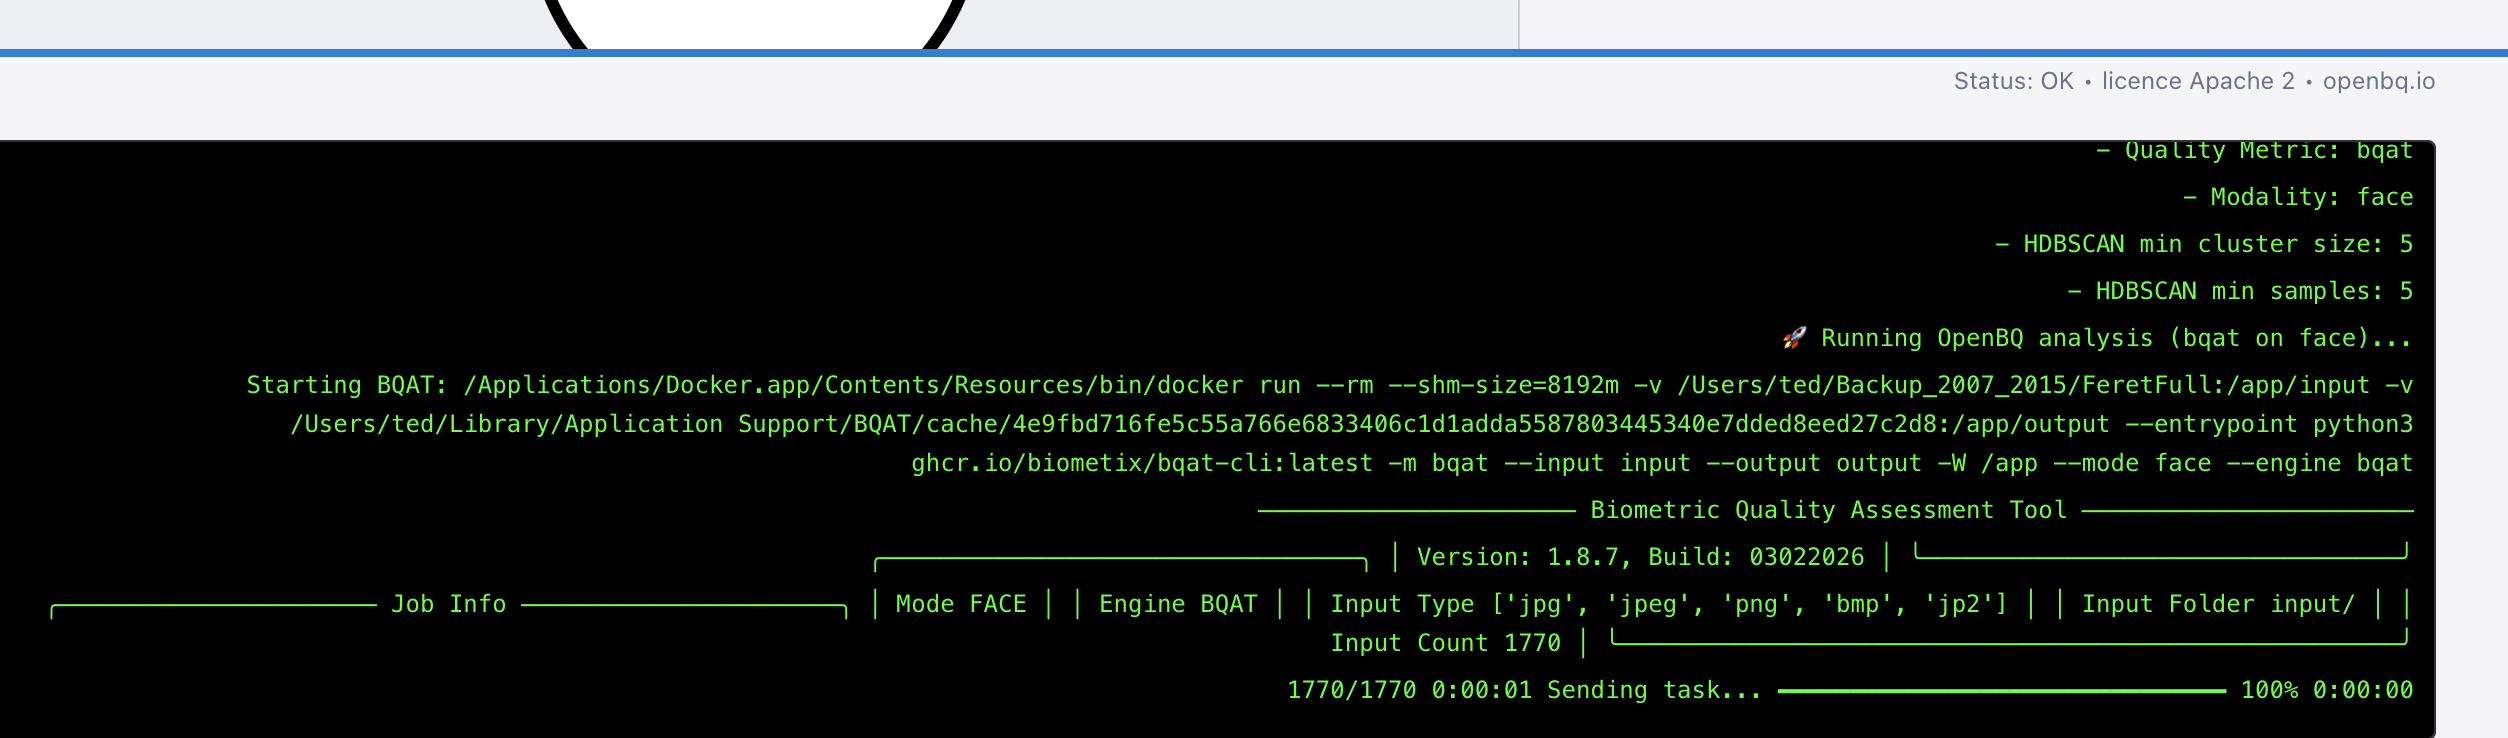 Status: OK • licence Apache 2 • openbq.io
– Quality Metric: bqat
– Modality: face
– HDBSCAN min cluster size: 5
– HDBSCAN min samples: 5
🚀 Running OpenBQ analysis (bqat on face)...
Starting BQAT: /Applications/Docker.app/Contents/Resources/bin/docker run --rm --shm-size=8192m -v /Users/ted/Backup_2007_2015/FeretFull:/app/input -v
/Users/ted/Library/Application Support/BQAT/cache/4e9fbd716fe5c55a766e6833406c1d1adda5587803445340e7dded8eed27c2d8:/app/output --entrypoint python3
ghcr.io/biometix/bqat-cli:latest -m bqat --input input --output output -W /app --mode face --engine bqat
Biometric Quality Assessment Tool
│ Version: 1.8.7, Build: 03022026 │
Job Info │ Mode FACE │ │ Engine BQAT │ │ Input Type ['jpg', 'jpeg', 'png', 'bmp', 'jp2'] │ │ Input Folder input/ │ │
Input Count 1770 │
1770/1770 0:00:01 Sending task... 100% 0:00:00